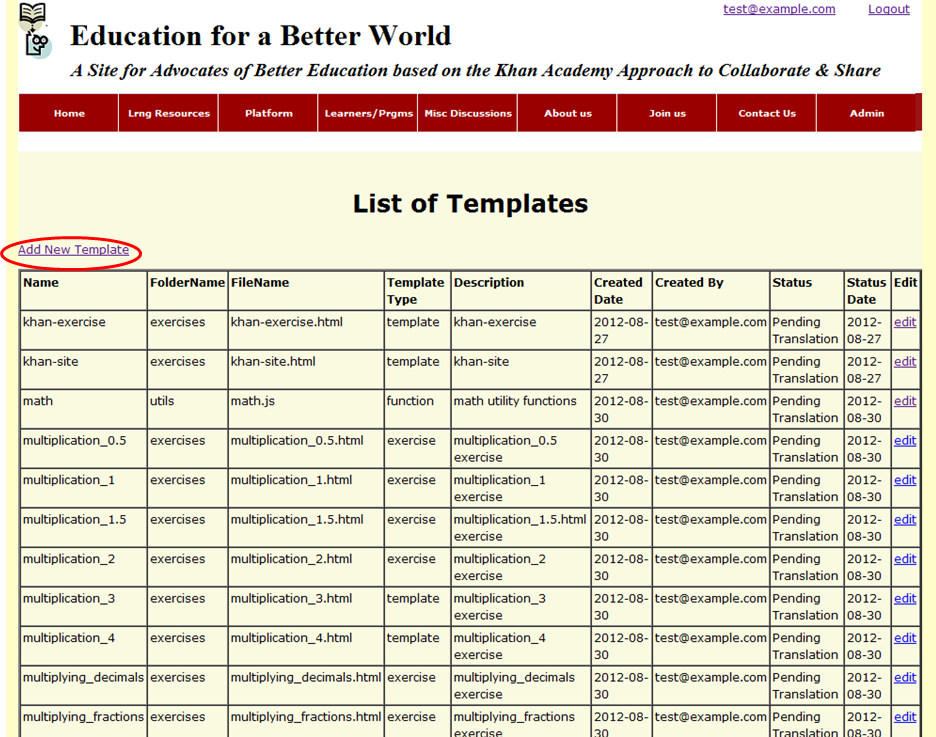 test@example.com Logout
Education for a Better World
A Site for Advocates of Better Education based on the Khan Academy Approach to Collaborate & Share
Home Lrng Resources Platform Learners/Prgms Misc Discussions About us Join us Contact Us Admin
List of Templates
Add New Template
Name FolderName FileName Template Description Created Created By Status Status Edit
Type Date Date
khan-exercise exercises khan-exercise.html template khan-exercise 2012-08- test@example.com Pending 2012- edit
27 Translation 08-27
khan-site exercises khan-site.html template khan-site 2012-08- test@example.com Pending 2012- edit
27 Translation 08-27
math utils math.js function math utility functions 2012-08- test@example.com Pending 2012- edit
30 Translation 08-30
multiplication_0.5 exercises multiplication_0.5.html exercise multiplication_0.5 2012-08- test@example.com Pending 2012- edit
exercise 30 Translation 08-30
multiplication_1 exercises multiplication_1.html exercise multiplication_1 2012-08- test@example.com Pending 2012- edit
exercise 30 Translation 08-30
multiplication_1.5 exercises multiplication_1.5.html exercise multiplication_1.5.html 2012-08- test@example.com Pending 2012- edit
exercise 30 Translation 08-30
multiplication_2 exercises multiplication_2.html exercise multiplication_2 2012-08- test@example.com Pending 2012- edit
exercise 30 Translation 08-30
multiplication_3 exercises multiplication_3.html template multiplication_3 2012-08- test@example.com Pending 2012- edit
exercise 30 Translation 08-30
multiplication_4 exercises multiplication_4.html template multiplication_4 2012-08- test@example.com Pending 2012- edit
exercise 30 Translation 08-30
multiplying_decimals exercises multiplying_decimals.html exercise multiplying_decimals 2012-08- test@example.com Pending 2012- edit
exercise 30 Translation 08-30
multiplying_fractions exercises multiplying_fractions.html exercise multiplying_fractions 2012-08- test@example.com Pending 2012- edit
exercise 30 Translation 08-30